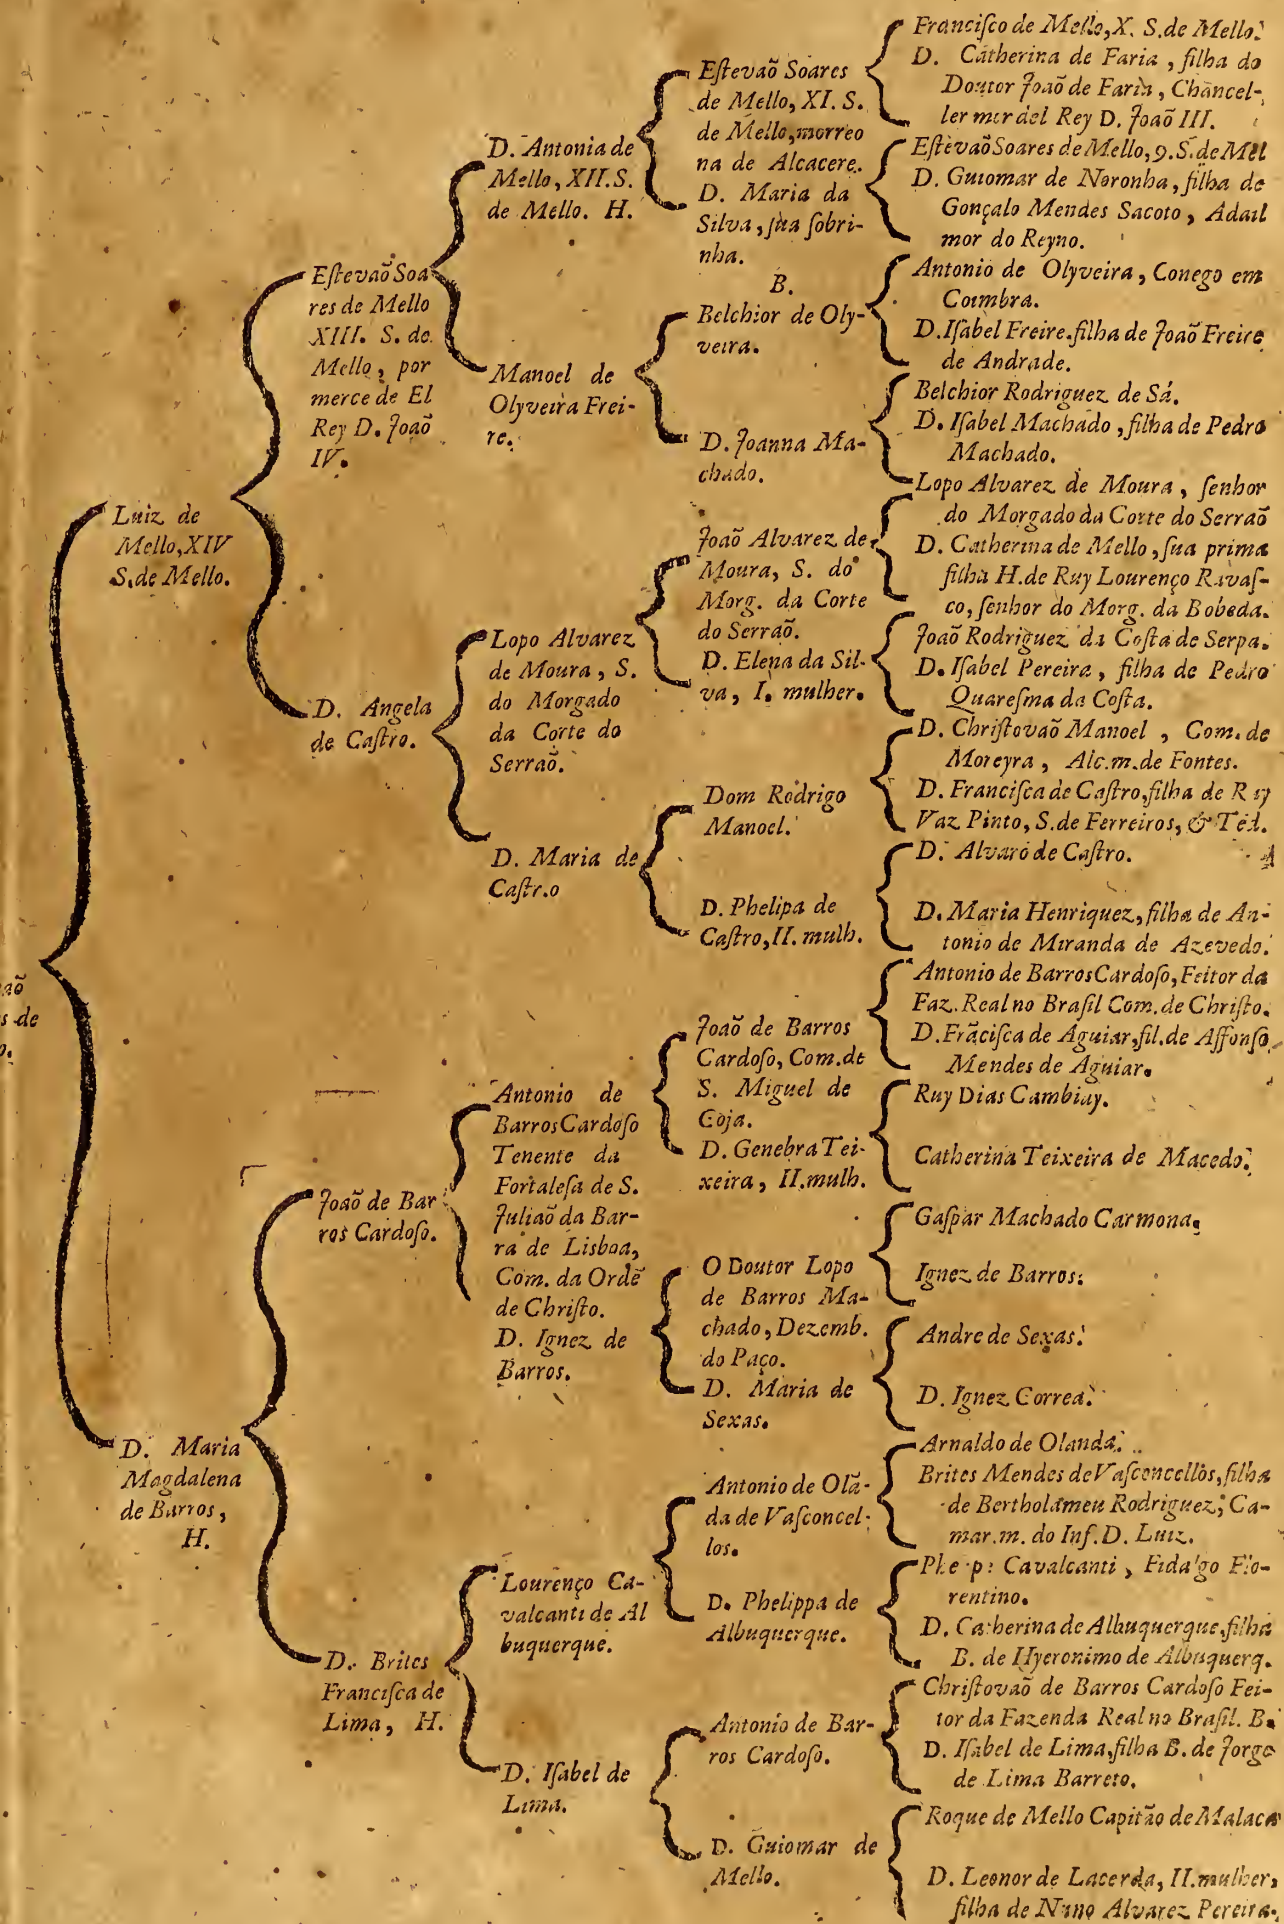 aõ
s de
o.
Luiz de
Mello, XIV
S. de Mello.
D. Maria
Magdalena
de Barros,
H.
Eſtevaõ Soa
res de Mello
XIII. S. de
Mello, por
merce de El
Rey D. Joaõ
IV.
D. Angela
de Caſtro.
Joaõ de Bar
ros Cardoſo.
D. Brites
Franciſca de
Lima, H.
D. Antonia de
Mello, XII. S.
de Mello. H.
Manoel de
Olyveira Frei-
re.
Lopo Alvarez
de Moura, S.
do Morgado
da Corte do
Serraõ.
D. Maria de
Caſtr.o
Antonio de
Barros Cardoſo
Tenente da
Fortaleſa de S.
Juliaõ da Bar-
ra de Lisboa,
Com. da Ordẽ
de Chriſto.
D. Ignez de
Barros.
Lourenço Ca-
valcanti de Al
buquerque.
D. Iſabel de
Lima.
Eſtevaõ Soares
de Mello, XI. S.
de Mello, morreo
na de Alcacere.
D. Maria da
Silva, ſua ſobri-
nha.
B.
Belchior de Oly-
veira.
D. Joanna Ma-
chado.
Joaõ Alvarez de
Moura, S. do
Morg. da Corte
do Serraõ.
D. Elena da Sil-
va, I. mulher.
Dom Rodrigo
Manoel.
D. Phelipa de
Caſtro, II. mulh.
Joaõ de Barros
Cardoſo, Com. de
S. Miguel de
Coja.
D. Genebra Tei-
xeira, II. mulh.
O Doutor Lopo
de Barros Ma-
chado, Dezemb.
do Paço.
D. Maria de
Sexas.
Antonio de Olã-
da de Vaſconcel-
los.
D. Phelippa de
Albuquerque.
Antonio de Bar-
ros Cardoſo.
D. Guiomar de
Mello.
Franciſco de Mello, X. S. de Mello.
D. Catherina de Faria, filha do
Doutor Joaõ de Faria, Chancel-
ler mor del Rey D. Joaõ III.
Eſtevaõ Soares de Mello, 9. S. de Mel
D. Guiomar de Noronha, filha de
Gonçalo Mendes Sacoto, Adail
mor do Reyno.
Antonio de Olyveira, Conego em
Coimbra.
D. Iſabel Freire, filha de Joaõ Freire
de Andrade.
Belchior Rodriguez de Sá.
D. Iſabel Machado, filha de Pedro
Machado.
Lopo Alvarez de Moura, ſenhor
do Morgado da Corte do Serraõ
D. Catherina de Mello, ſua prima
filha H. de Ruy Lourenço Ravaſ-
co, ſenhor do Morg. da Bobeda.
Joaõ Rodriguez da Coſta de Serpa.
D. Iſabel Pereira, filha de Pedro
Quareſma da Coſta.
D. Chriſtovaõ Manoel, Com. de
Moreyra, Alc. m. de Fontes.
D. Franciſca de Caſtro, filha de Ruy
Vaz Pinto, S. de Ferreiros, & Ted.
D. Alvaro de Caſtro.
D. Maria Henriquez, filha de An-
tonio de Miranda de Azevedo.
Antonio de Barros Cardoſo, Feitor da
Faz. Real no Braſil Com. de Chriſto.
D. Frãciſca de Aguiar, fil. de Affonſo
Mendes de Aguiar.
Ruy Dias Cambiay.
Catherina Teixeira de Macedo.
Gaſpar Machado Carmona.
Ignez de Barros.
Andre de Sexas.
D. Ignez Correa.
Arnaldo de Olanda.
Brites Mendes de Vaſconcellos, filha
de Bertholameu Rodriguez, Ca-
mar. m. do Inf. D. Luiz.
Cavalcanti, Fidalgo Flo-
rentino.
D. Catherina de Albuquerque, filha
B. de Hyeronimo de Albuquerq.
Chriſtovaõ de Barros Cardoſo Fei-
tor da Fazenda Real no Braſil. B.
D. Iſabel de Lima, filha B. de Jorge
de Lima Barreto.
Roque de Mello Capitão de Malaca
D. Leonor de Lacerda, II. mulher,
filha de Nuno Alvarez Pereira.